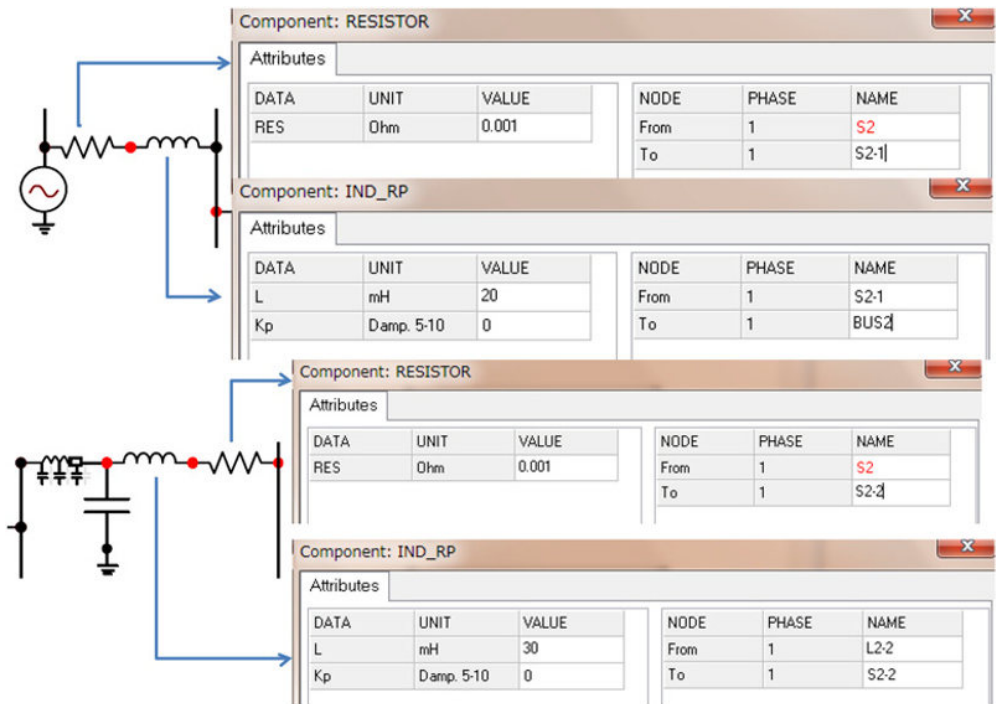 Component: RESISTOR
Attributes
DATA UNIT VALUE NODE PHASE NAME
RES Ohm 0.001 From 1 S2
To 1 S2-1
Component: IND_RP
Attributes
DATA UNIT VALUE NODE PHASE NAME
L mH 20 From 1 S2-1
Kp Damp. 5-10 0 To 1 BUS2
Component: RESISTOR
Attributes
DATA UNIT VALUE NODE PHASE NAME
RES Ohm 0.001 From 1 S2
To 1 S2-2
Component: IND_RP
Attributes
DATA UNIT VALUE NODE PHASE NAME
L mH 30 From 1 L2-2
Kp Damp. 5-10 0 To 1 S2-2